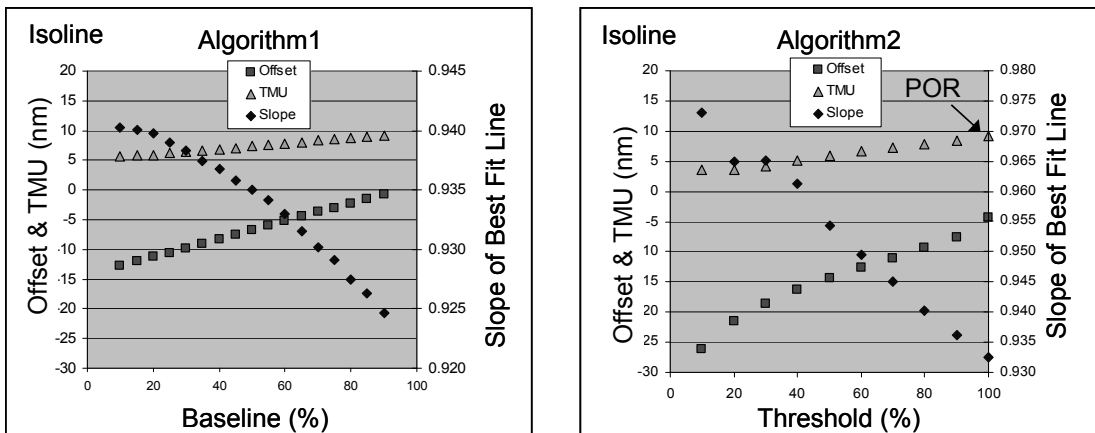 Isoline
Algorithm1
Offset
TMU
Slope
Offset & TMU (nm)
20
15
10
5
0
-5
-10
-15
-20
-25
-30
0.945
0.940
0.935
0.930
0.925
0.920
Slope of Best Fit Line
0 20 40 60 80 100
Baseline (%)
Isoline
Algorithm2
Offset
TMU
Slope
POR
Offset & TMU (nm)
20
15
10
5
0
-5
10
15
20
-25
-30
0.980
0.975
0.970
0.965
0.960
0.955
0.950
0.945
0.940
0.935
0.930
Slope of Best Fit Line
0 20 40 60 80 100
Threshold (%)